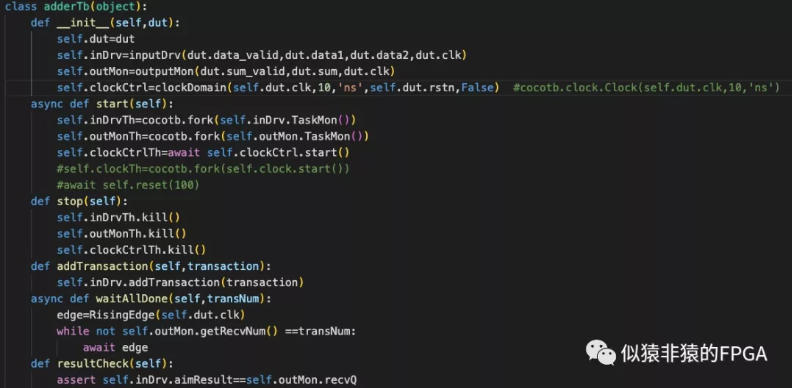 class adderTb(object):
    def __init__(self,dut):
        self.dut=dut
        self.inDrv=inputDrv(dut.data_valid,dut.data1,dut.data2,dut.clk)
        self.outMon=outputMon(dut.sum_valid,dut.sum,dut.clk)
        self.clockCtrl=clockDomain(self.dut.clk,10,'ns',self.dut.rstn,False)  #cocotb.clock.Clock(self.dut.clk,10,'ns')
    async def start(self):
        self.inDrvTh=cocotb.fork(self.inDrv.TaskMon())
        self.outMonTh=cocotb.fork(self.outMon.TaskMon())
        self.clockCtrlTh=await self.clockCtrl.start()
        #self.clockTh=cocotb.fork(self.clock.start())
        #await self.reset(100)
    def stop(self):
        self.inDrvTh.kill()
        self.outMonTh.kill()
        self.clockCtrlTh.kill()
    def addTransaction(self,transaction):
        self.inDrv.addTransaction(transaction)
    async def waitAllDone(self,transNum):
        edge=RisingEdge(self.dut.clk)
        while not self.outMon.getRecvNum() ==transNum:
            await edge
    def resultCheck(self):
        assert self.inDrv.aimResult==self.outMon.recvQ
似猿非猿的FPGA